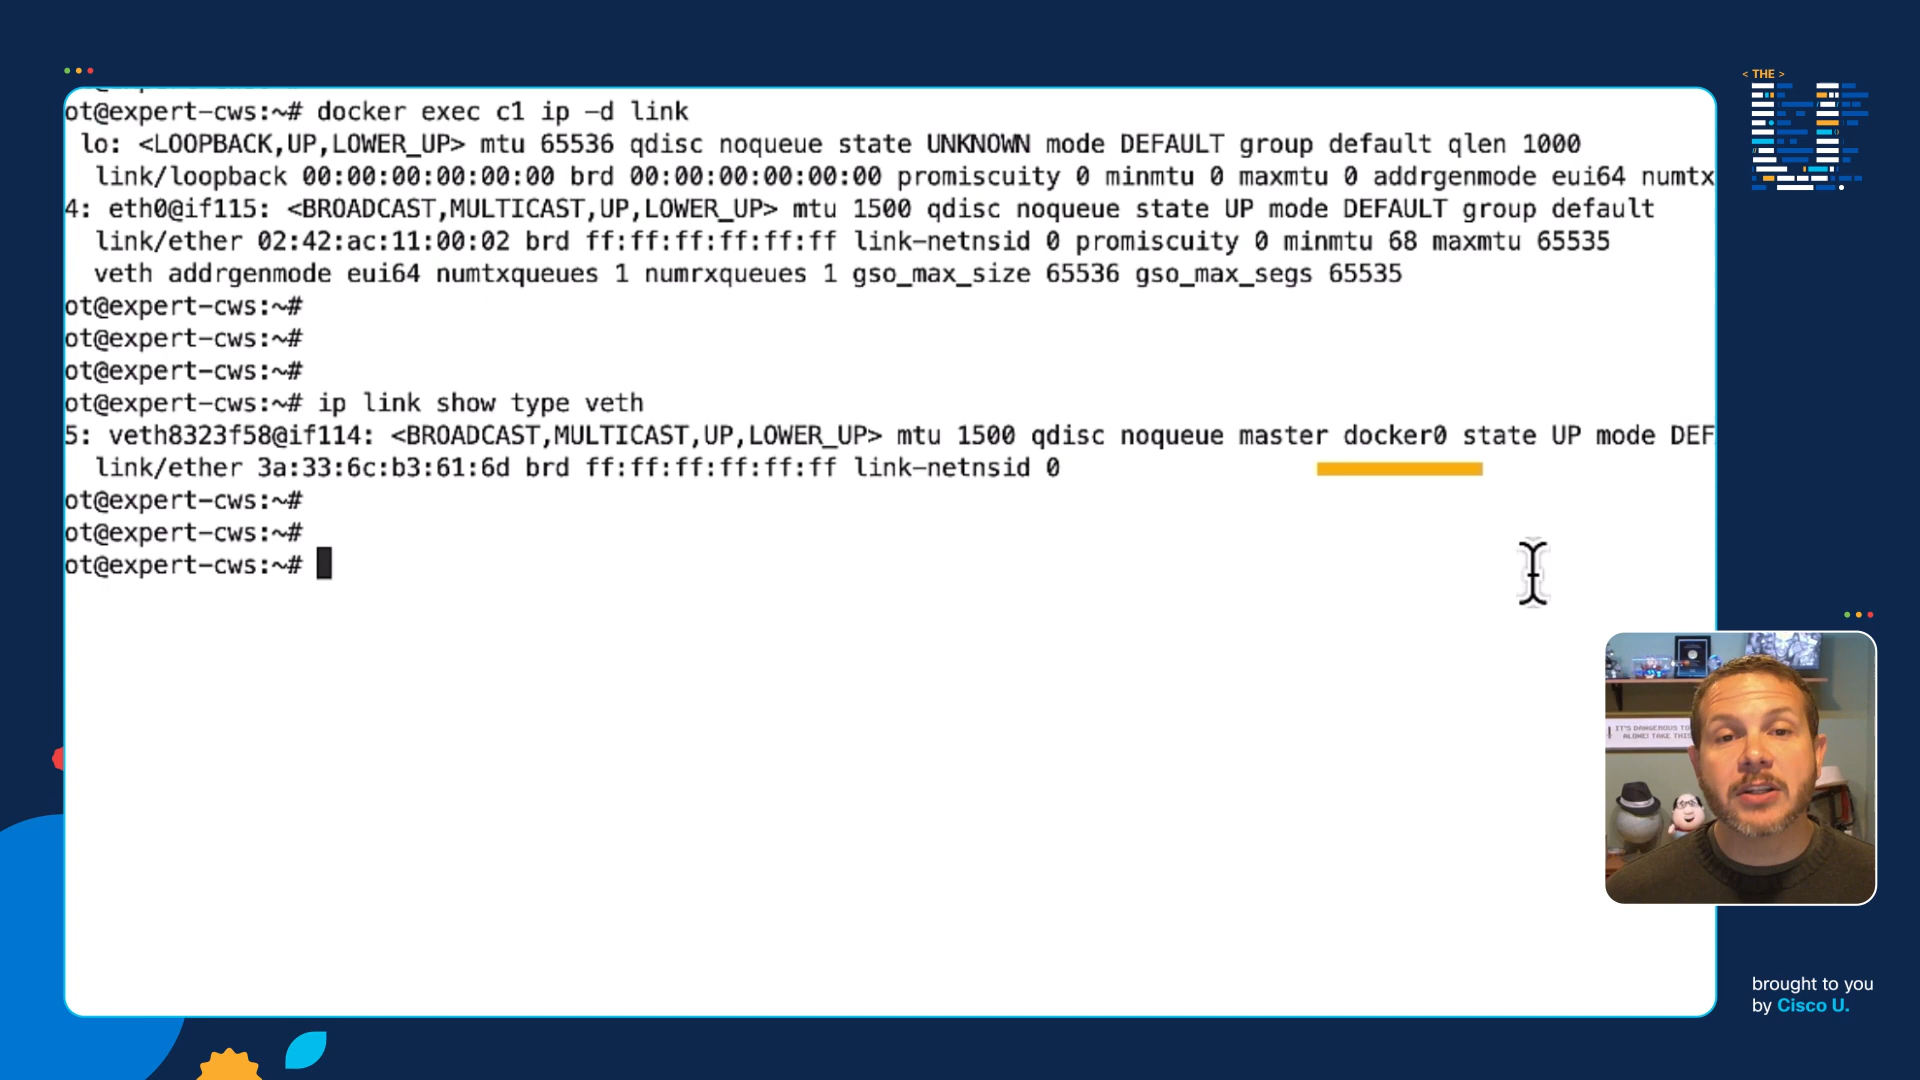 ot@expert-cws:~# docker exec c1 ip -d link
lo: <LOOPBACK,UP,LOWER_UP> mtu 65536 qdisc noqueue state UNKNOWN mode DEFAULT group default qlen 1000
link/loopback 00:00:00:00:00:00 brd 00:00:00:00:00:00 promiscuity 0 minmtu 0 maxmtu 0 addrgenmode eui64 numtx
4: eth0@if115: <BROADCAST,MULTICAST,UP,LOWER_UP> mtu 1500 qdisc noqueue state UP mode DEFAULT group default
link/ether 02:42:ac:11:00:02 brd ff:ff:ff:ff:ff:ff link-netnsid 0 promiscuity 0 minmtu 68 maxmtu 65535
veth addrgenmode eui64 numtxqueues 1 numrxqueues 1 gso_max_size 65536 gso_max_segs 65535
ot@expert-cws:~#
ot@expert-cws:~#
ot@expert-cws:~#
ot@expert-cws:~# ip link show type veth
5: veth8323f58@if114: <BROADCAST,MULTICAST,UP,LOWER_UP> mtu 1500 qdisc noqueue master docker0 state UP mode DEF
link/ether 3a:33:6c:b3:61:6d brd ff:ff:ff:ff:ff:ff link-netnsid 0
ot@expert-cws:~#
ot@expert-cws:~#
ot@expert-cws:~#
< THE >
IT'S DANGEROUS TO
ALONE! TAKE THIS
brought to you
by Cisco U.